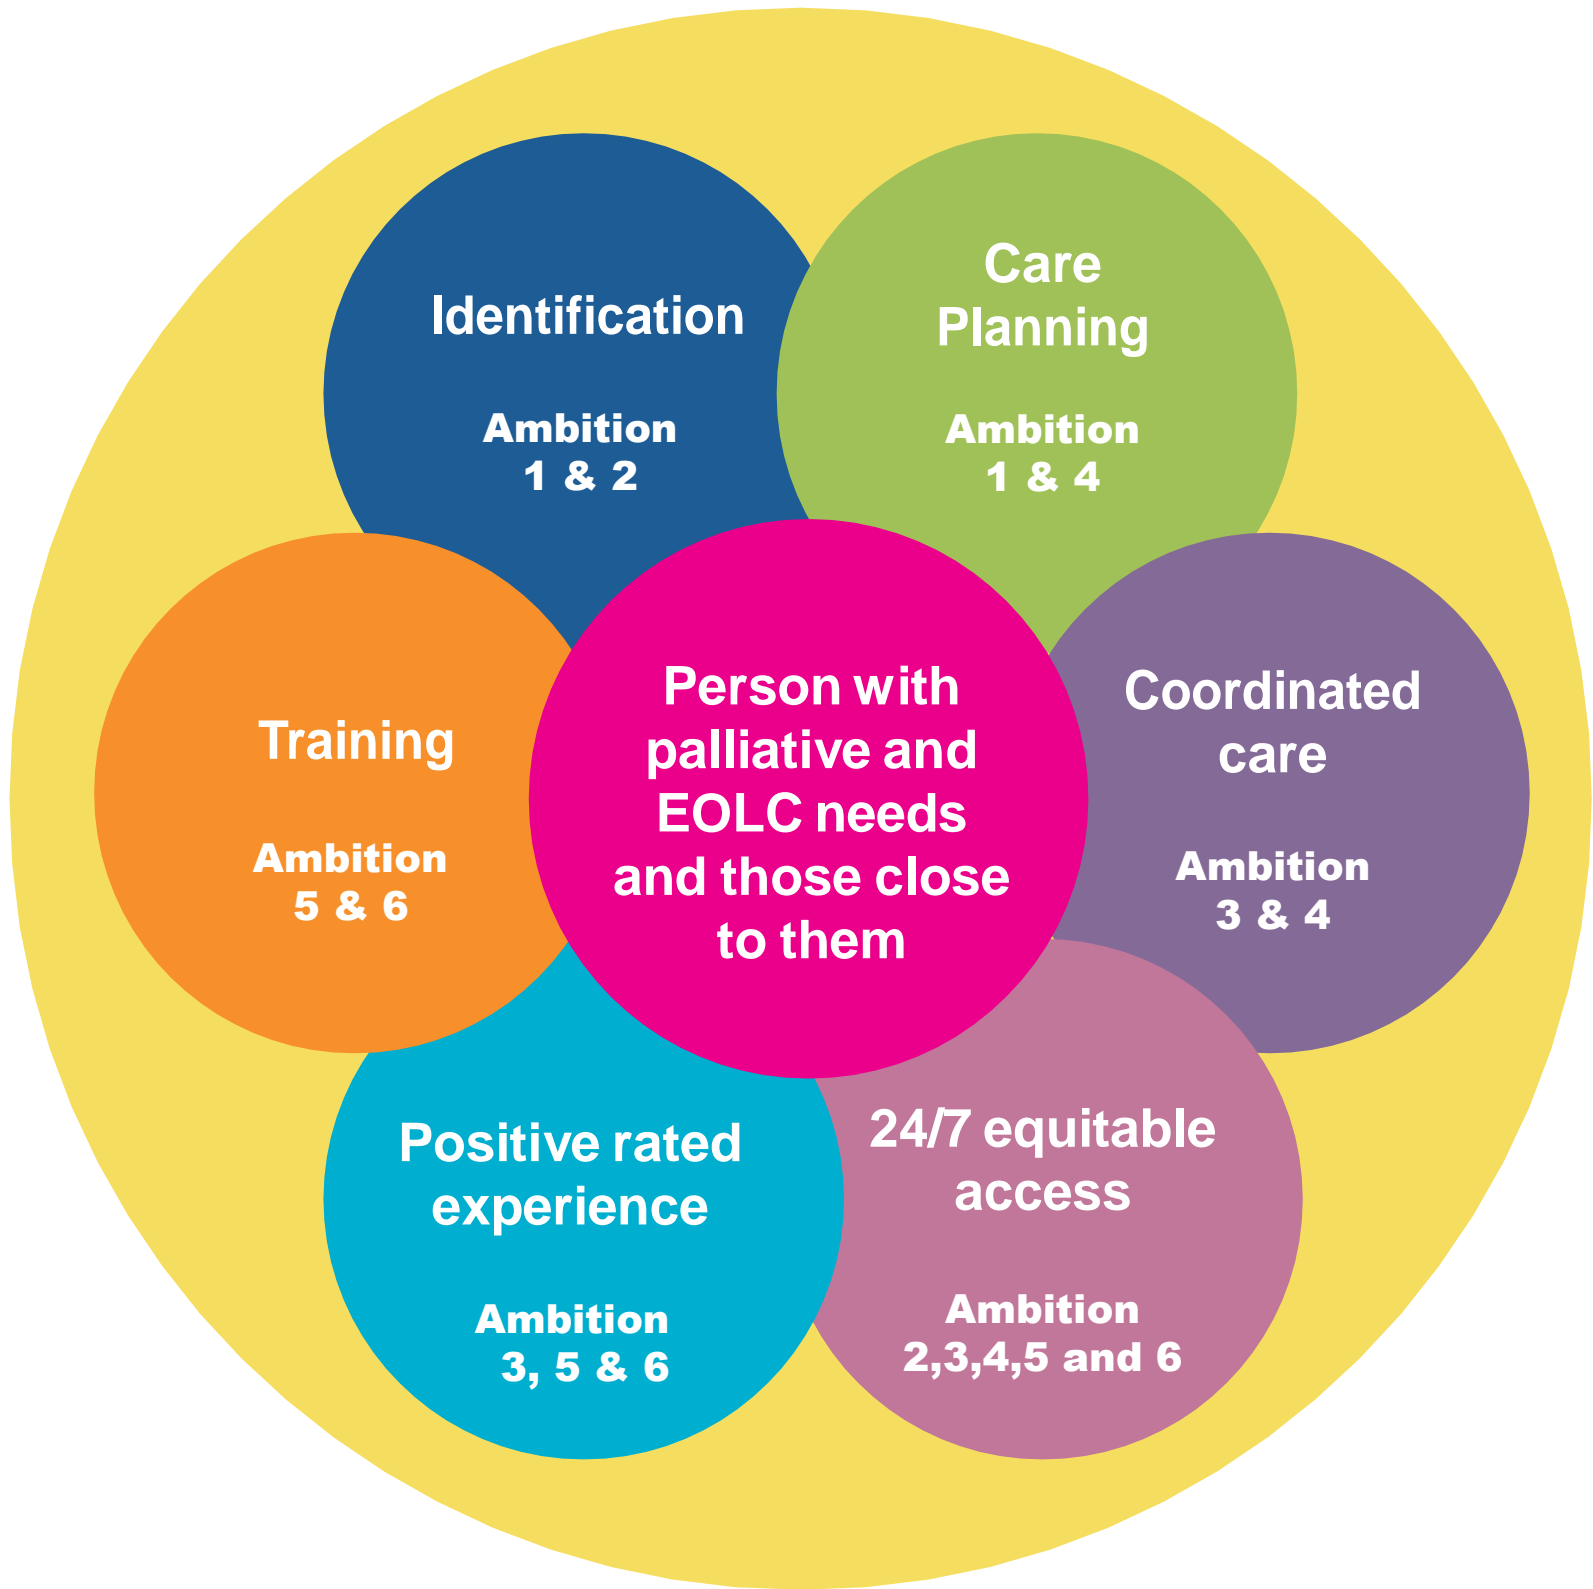 Identification
Ambition
1 & 2
Care
Planning
Ambition
1 & 4
Training
Ambition
5 & 6
Person with
palliative and
EOLC needs
and those close
to them
Coordinated
care
Ambition
3 & 4
Positive rated
experience
Ambition
3, 5 & 6
24/7 equitable
access
Ambition
2,3,4,5 and 6